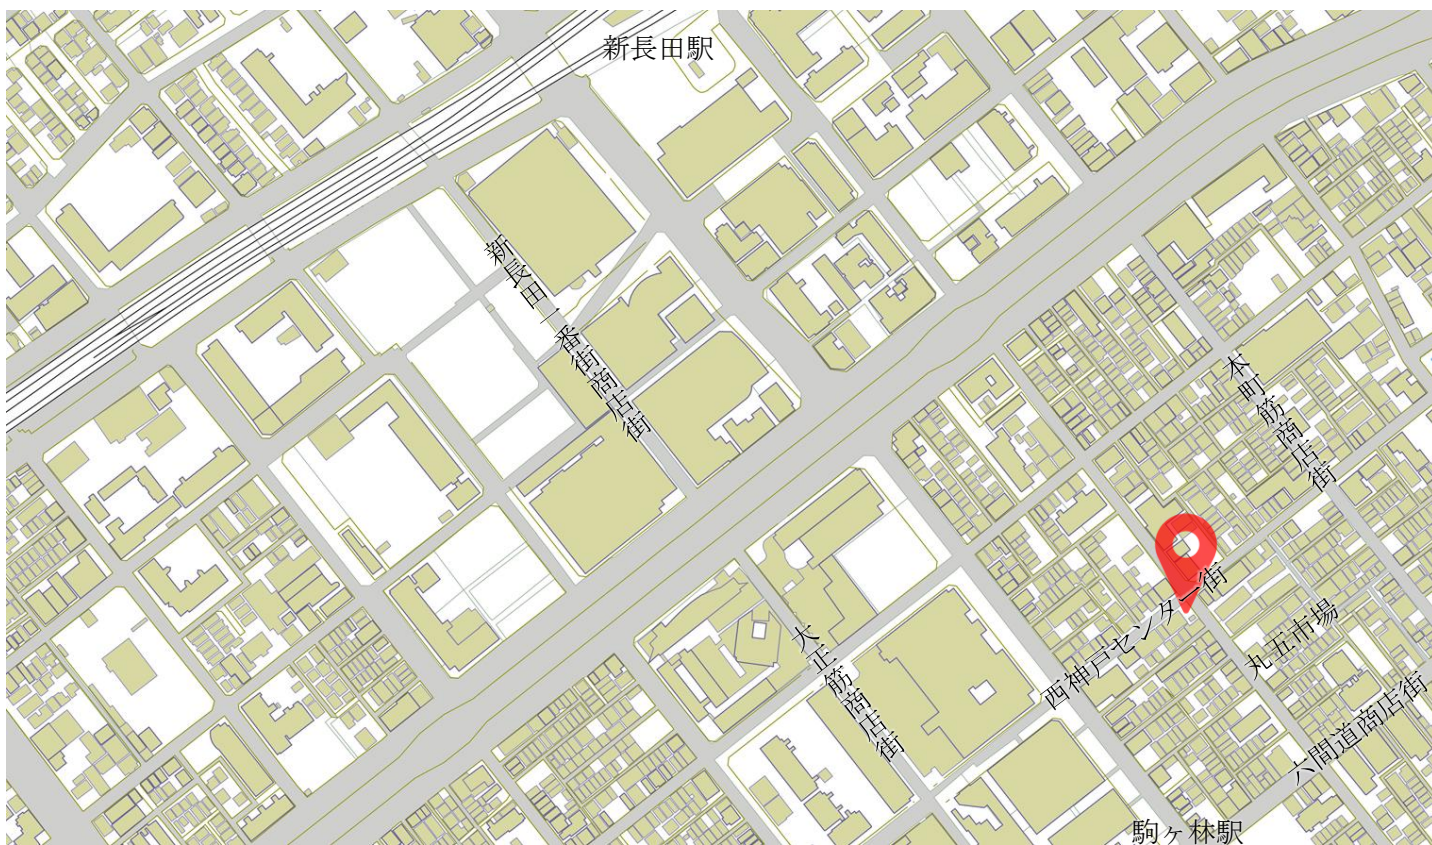 新長田駅
新長田一番街商店街
本町筋商店街
西神戸センター街
丸五市場
大正筋商店街
六間道商店街
駒ヶ林駅